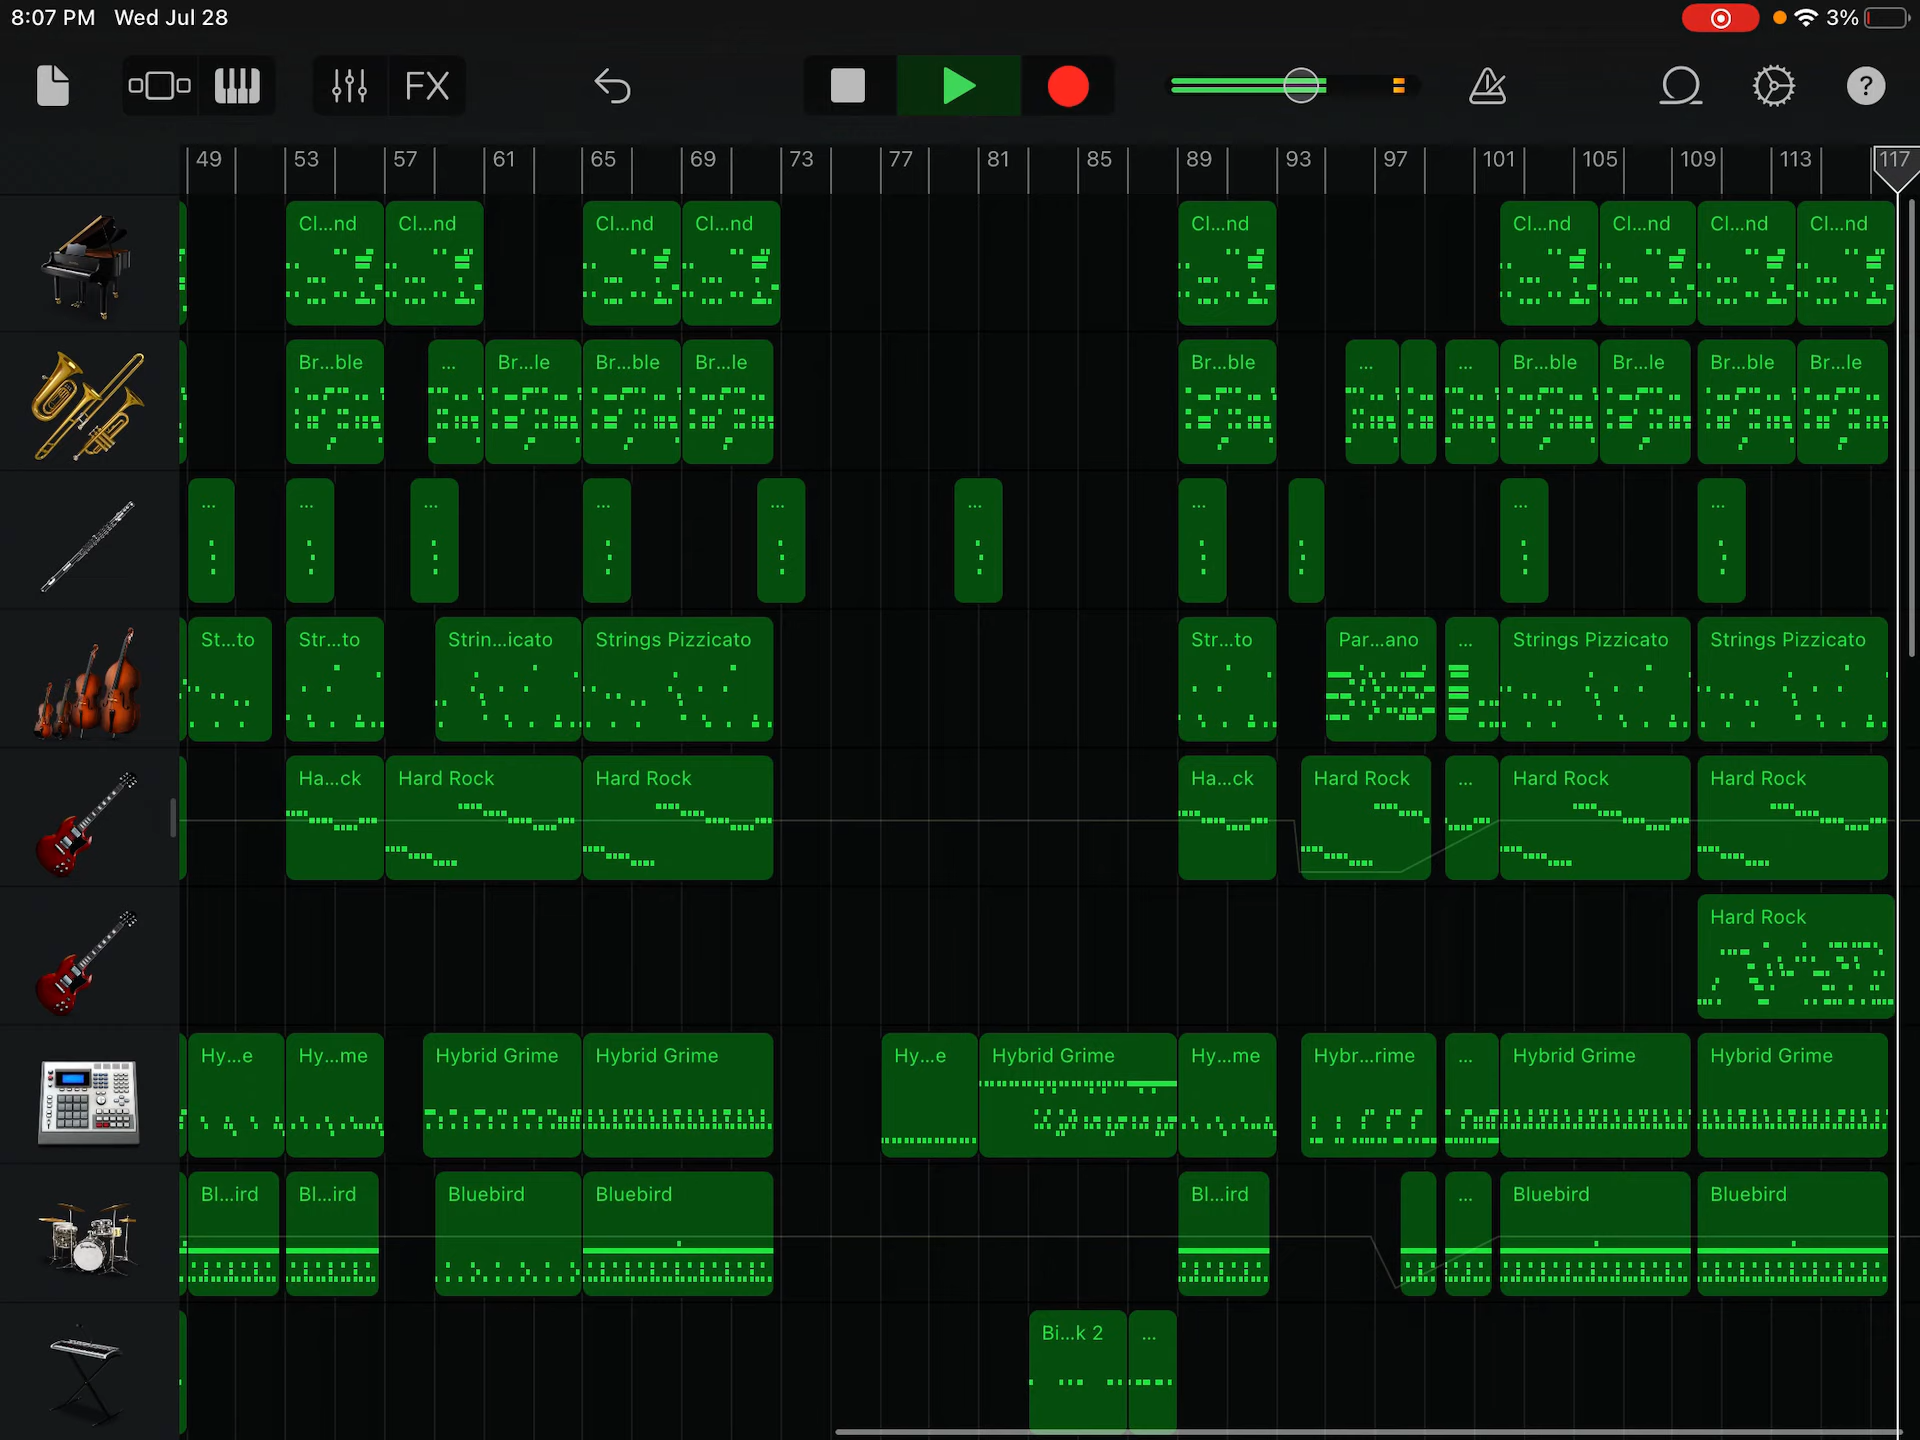 8:07 PM Wed Jul 28 3%
FX ?
49 53 57 61 65 69 73 77 81 85 89 93 97 101 105 109 113 117
Cl...nd Cl...nd Cl...nd Cl...nd Cl...nd Cl...nd Cl...nd Cl...nd Cl...nd
Br...ble ... Br...le Br...ble Br...le Br...ble ... ... Br...ble Br...le Br...ble Br...le
... ... ... ... ... ... ... ... ...
St...to Str...to Strin...icato Strings Pizzicato Str...to Par...ano ... Strings Pizzicato Strings Pizzicato
Ha...ck Hard Rock Hard Rock Ha...ck Hard Rock ... Hard Rock Hard Rock
Hard Rock
Hy...e Hy...me Hybrid Grime Hybrid Grime Hy...e Hybrid Grime Hy...me Hybr...rime ... Hybrid Grime Hybrid Grime
Bl...ird Bl...ird Bluebird Bluebird Bl...ird ... Bluebird Bluebird
Bi...k 2 ...